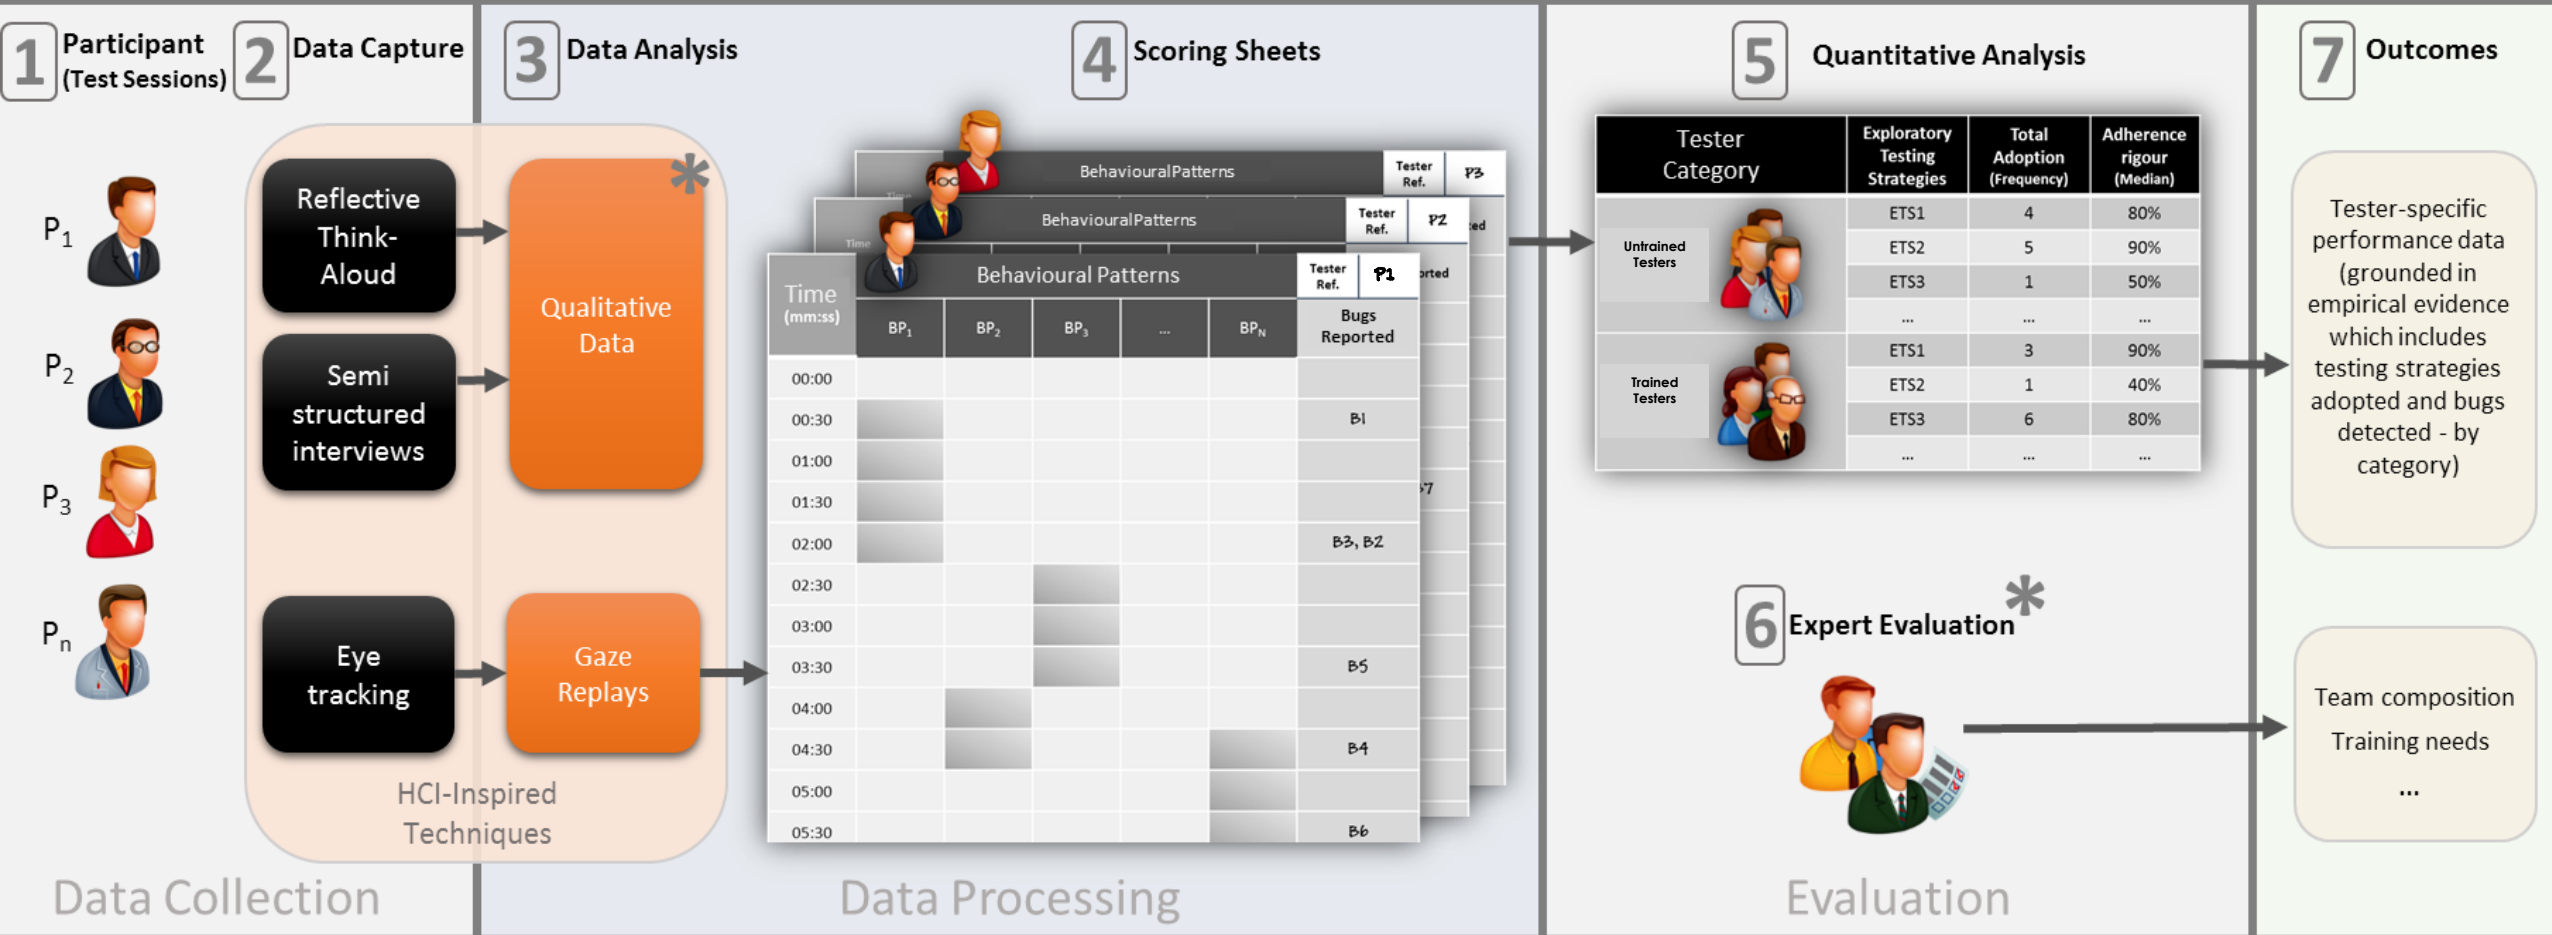 1 Participant
(Test Sessions)
2 Data Capture
3 Data Analysis
4 Scoring Sheets
5 Quantitative Analysis
7 Outcomes
P1
P2
P3
Pn
Reflective
Think-
Aloud
Semi
structured
interviews
Eye
tracking
*
Qualitative
Data
Gaze
Replays
HCI-Inspired
Techniques
Time
Behavioural Patterns
Tester
Ref.
P3
Time
Behavioural Patterns
Tester
Ref.
P2
Time
(mm:ss)
Behavioural Patterns
Tester
Ref.
P1
BP1 BP2 BP3 ... BPN
Bugs
Reported
00:00
00:30 B1
01:00
01:30
02:00 B3, B2
02:30
03:00
03:30 B5
04:00
04:30 B4
05:00
05:30 B6
Tester
Category
Exploratory
Testing
Strategies
Total
Adoption
(Frequency)
Adherence
rigour
(Median)
Untrained
Testers
ETS1 4 80%
ETS2 5 90%
ETS3 1 50%
... ... ...
Trained
Testers
ETS1 3 90%
ETS2 1 40%
ETS3 6 80%
... ... ...
6 Expert Evaluation *
Tester-specific
performance data
(grounded in
empirical evidence
which includes
testing strategies
adopted and bugs
detected - by
category)
Team composition
Training needs
...
Data Collection
Data Processing
Evaluation